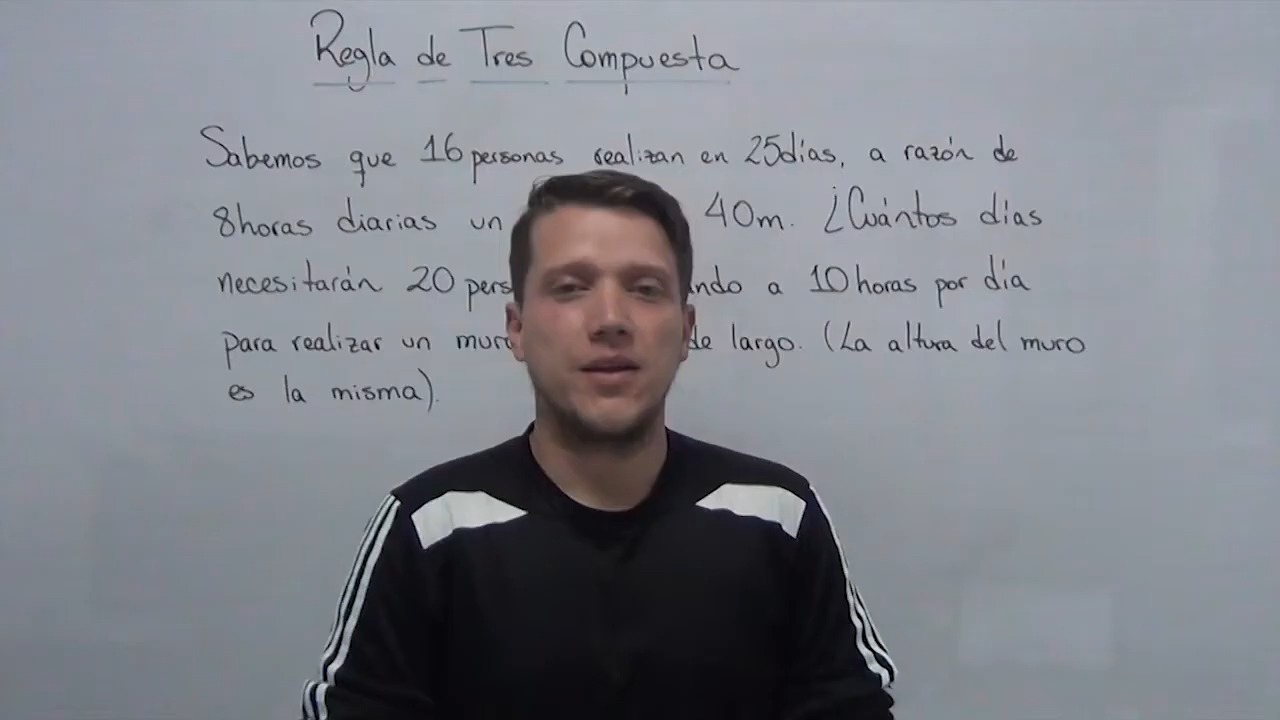 Regla de Tres Compuesta
Sabemos que 16 personas realizan en 25 días, a razón de
8 horas diarias un 40m. ¿Cuántos días
necesitarán 20 a 10 horas por día
para realizar un de largo. (La altura del muro
es la misma).